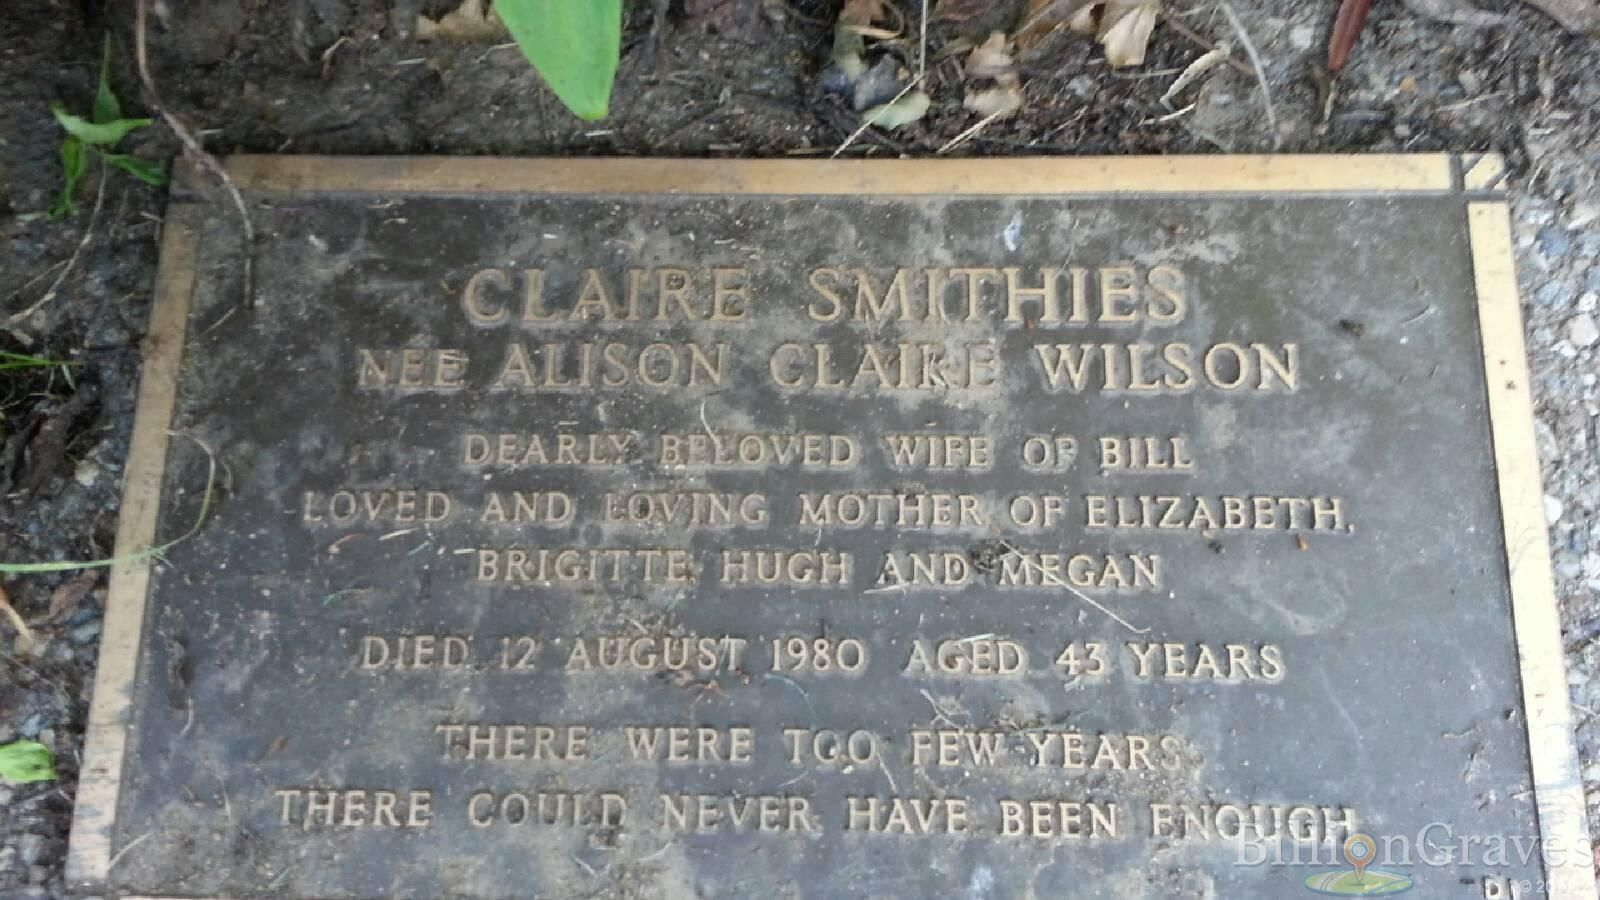 CLAIRE SMITHIES
NEE ALISON CLAIRE WILSON
DEARLY BELOVED WIFE OF BILL
LOVED AND LOVING MOTHER OF ELIZABETH,
BRIGITTE, HUGH AND MEGAN
DIED 12 AUGUST 1980 AGED 43 YEARS
THERE WERE TOO FEW YEARS
THERE COULD NEVER HAVE BEEN ENOUGH
BillionGraves